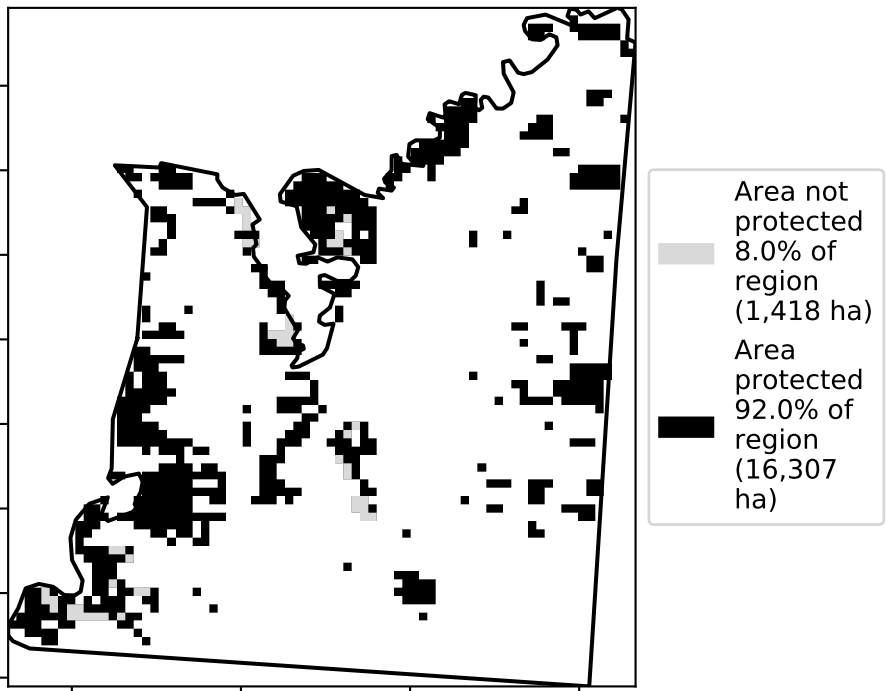 Area not
protected
8.0% of
region
(1,418 ha)
Area
protected
92.0% of
region
(16,307
ha)